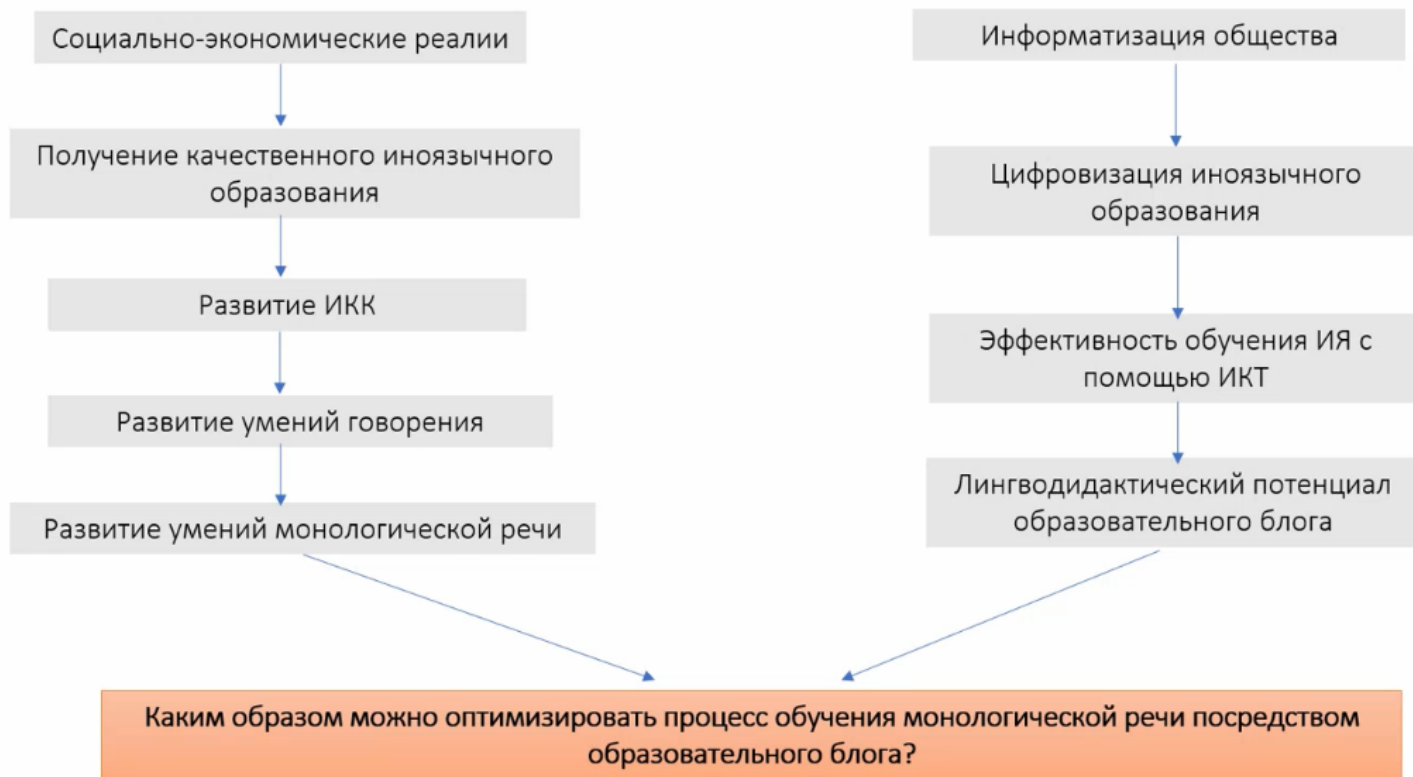 Социально-экономические реалии
Получение качественного иноязычного
образования
Развитие ИКК
Развитие умений говорения
Развитие умений монологической речи
Информатизация общества
Цифровизация иноязычного
образования
Эффективность обучения ИЯ с
помощью ИКТ
Лингводидактический потенциал
образовательного блога
Каким образом можно оптимизировать процесс обучения монологической речи посредством
образовательного блога?